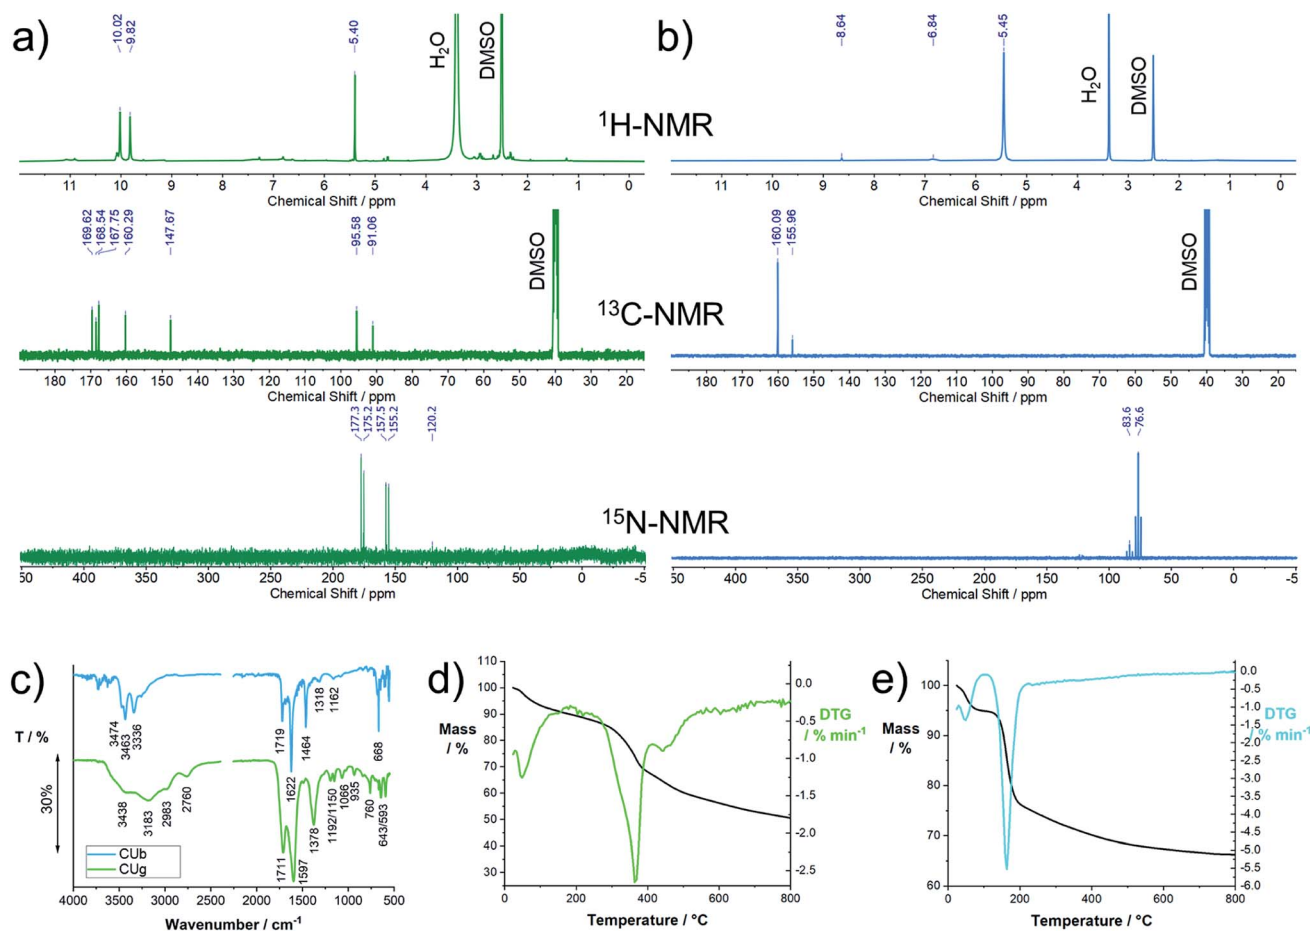 a)
10.02
9.82
5.40
H2O
DMSO
11 10 9 8 7 6 5 4 3 2 1 0
Chemical Shift / ppm
b)
8.64
6.84
5.45
H2O
DMSO
11 10 9 8 7 6 5 4 3 2 1 0
Chemical Shift / ppm
1H-NMR
169.62
168.54
167.75
160.29
147.67
95.58
91.06
DMSO
190 180 170 160 150 140 130 120 110 100 90 80 70 60 50 40 30 20
Chemical Shift / ppm
160.09
155.96
DMSO
190 180 170 160 150 140 130 120 110 100 90 80 70 60 50 40 30 20
Chemical Shift / ppm
13C-NMR
177.3
175.2
157.5
155.2
120.2
50 400 350 300 250 200 150 100 50 0 -5
Chemical Shift / ppm
83.6
76.6
50 400 350 300 250 200 150 100 50 0 -5
Chemical Shift / ppm
15N-NMR
c)
T / %
30%
3474
3463
3336
1719
1622
1464
1318
1162
668
3438
3183
2983
2760
1711
1597
1378
1192/1150
1066
935
760
643/593
CUb
CUg
4000 3500 3000 2500 2000 1500 1000 500
Wavenumber / cm-1
d)
110
100
90
80
70
60
50
40
30
Mass
/ %
DTG
/ % min-1
0.0
-0.5
-1.0
-1.5
-2.0
-2.5
0 200 400 600 800
Temperature / °C
e)
100
90
80
70
60
Mass
/ %
DTG
/ % min-1
0.0
-0.5
-1.0
-1.5
-2.0
-2.5
-3.0
-3.5
-4.0
-4.5
-5.0
-5.5
-6.0
0 200 400 600 800
Temperature / °C